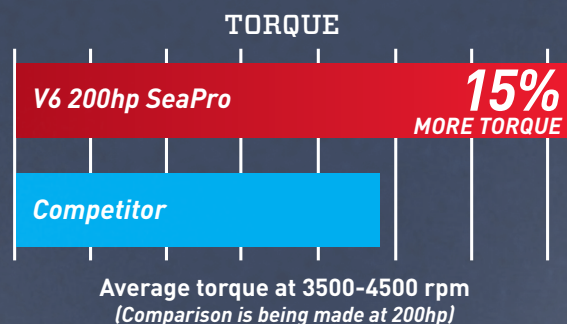 TORQUE
V6 200hp SeaPro
15%
MORE TORQUE
Competitor
Average torque at 3500-4500 rpm
(Comparison is being made at 200hp)